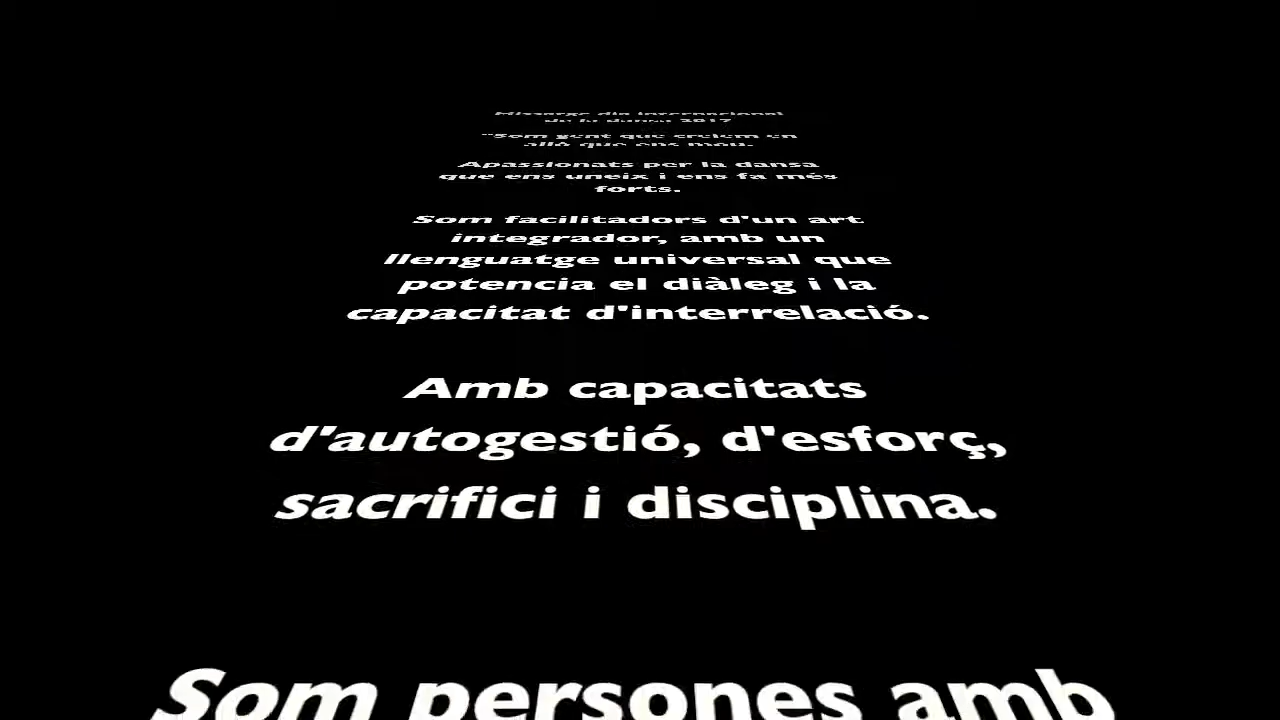 Missatge dia internacional
de la dansa 2017
"Som gent que creiem en
allò que ens mou.
Apassionats per la dansa
que ens uneix i ens fa més
forts.
Som facilitadors d'un art
integrador, amb un
llenguatge universal que
potencia el diàleg i la
capacitat d'interrelació.
Amb capacitats
d'autogestió, d'esforç,
sacrifici i disciplina.
Som persones amb